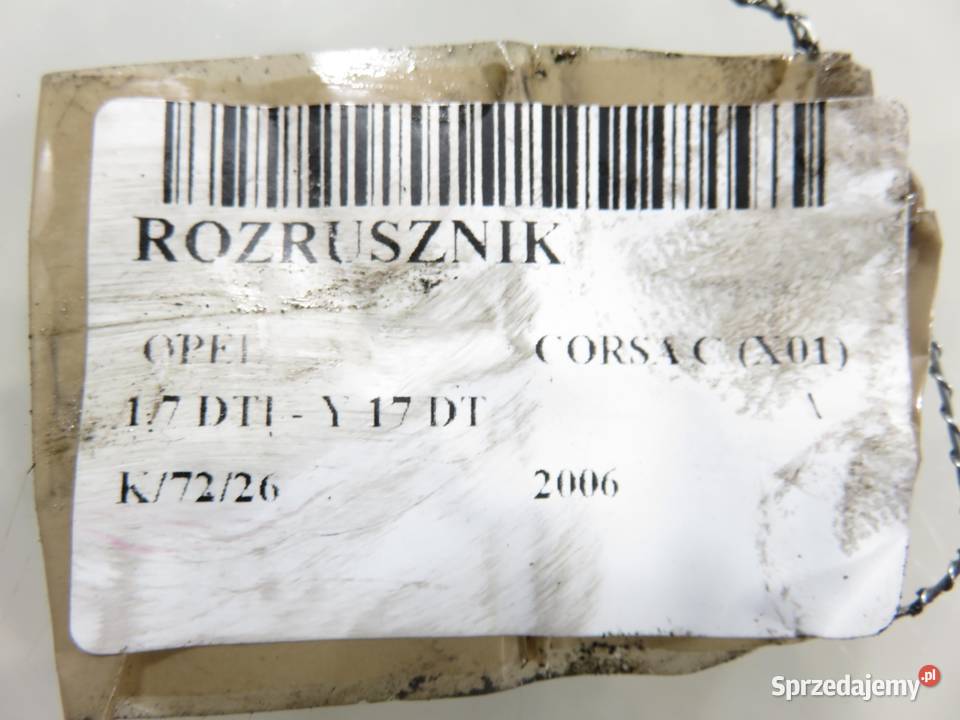 ROZRUSZNIK
OPEL CORSA C (X01)
1.7 DTI - Y 17 DT
K/72/26 2006
Sprzedajemy.pl